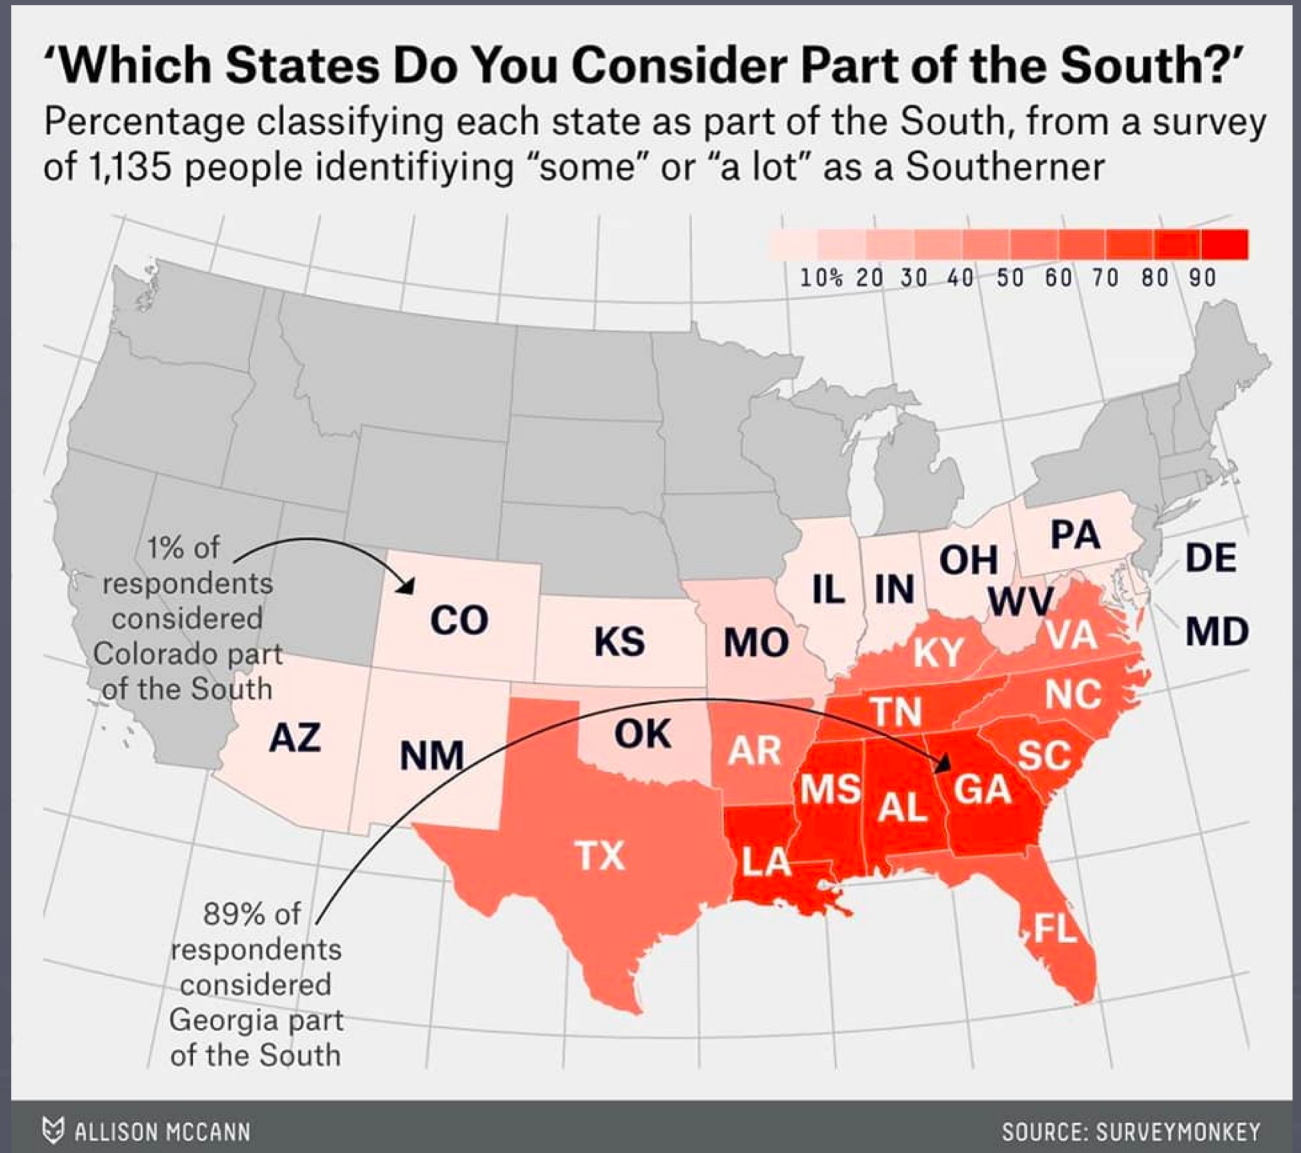 ‘Which States Do You Consider Part of the South?’
Percentage classifying each state as part of the South, from a survey
of 1,135 people identifiying “some” or “a lot” as a Southerner
10% 20 30 40 50 60 70 80 90
1% of
respondents
considered
Colorado part
of the South
PA
OH
DE
IL
IN
WV
MD
CO
KS
MO
KY
VA
TN
NC
AZ
NM
OK
AR
SC
MS
AL
GA
TX
LA
FL
89% of
respondents
considered
Georgia part
of the South
ALLISON MCCANN
SOURCE: SURVEYMONKEY